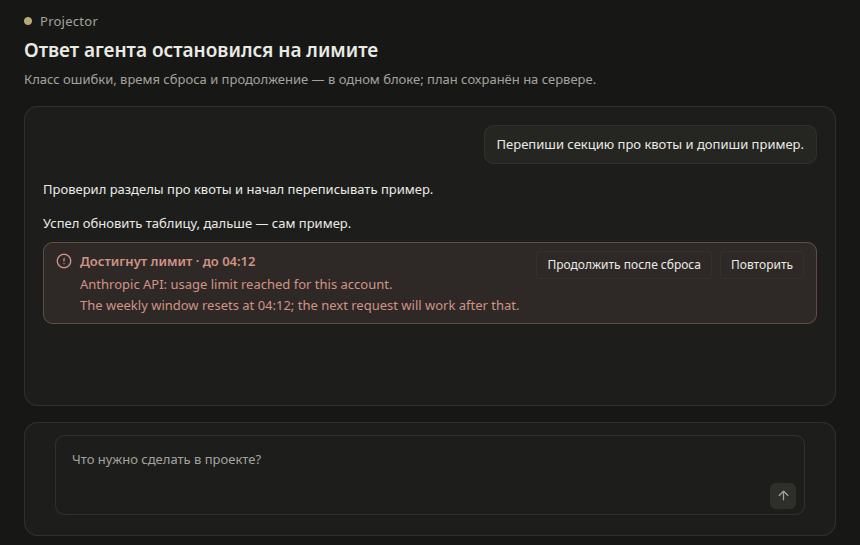 Projector
Ответ агента остановился на лимите
Класс ошибки, время сброса и продолжение — в одном блоке; план сохранён на сервере.
Перепиши секцию про квоты и допиши пример.
Проверил разделы про квоты и начал переписывать пример.
Успел обновить таблицу, дальше — сам пример.
Достигнут лимит · до 04:12
Продолжить после сброса
Повторить
Anthropic API: usage limit reached for this account.
The weekly window resets at 04:12; the next request will work after that.
Что нужно сделать в проекте?